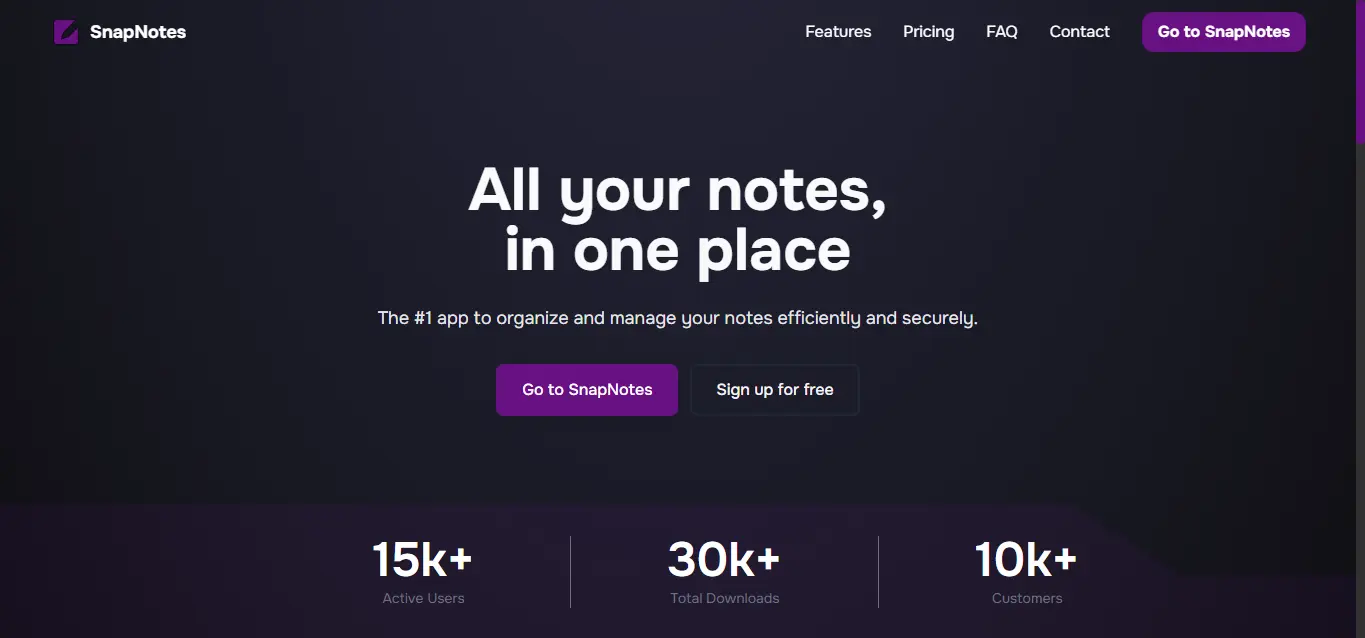 SnapNotes
Features Pricing FAQ Contact Go to SnapNotes
All your notes,
in one place
The #1 app to organize and manage your notes efficiently and securely.
Go to SnapNotes Sign up for free
15k+ 30k+ 10k+
Active Users Total Downloads Customers